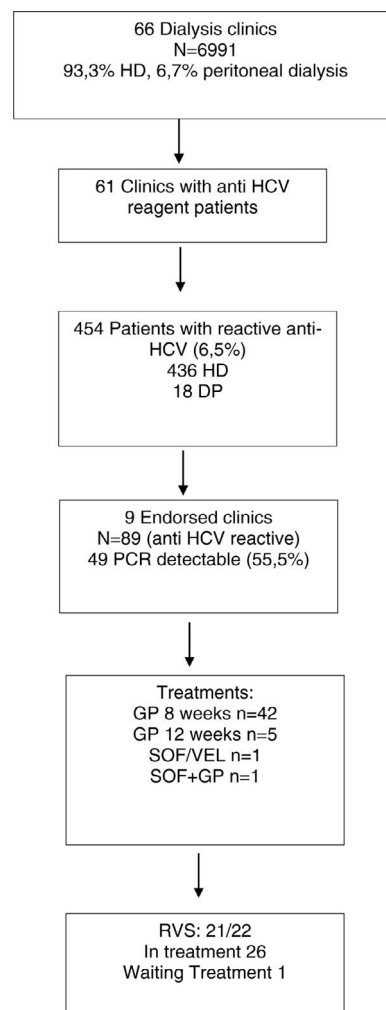 66 Dialysis clinics
N=6991
93,3% HD, 6,7% peritoneal dialysis
61 Clinics with anti HCV
reagent patients
454 Patients with reactive anti-
HCV (6,5%)
436 HD
18 DP
9 Endorsed clinics
N=89 (anti HCV reactive)
49 PCR detectable (55,5%)
Treatments:
GP 8 weeks n=42
GP 12 weeks n=5
SOF/VEL n=1
SOF+GP n=1
RVS: 21/22
In treatment 26
Waiting Treatment 1